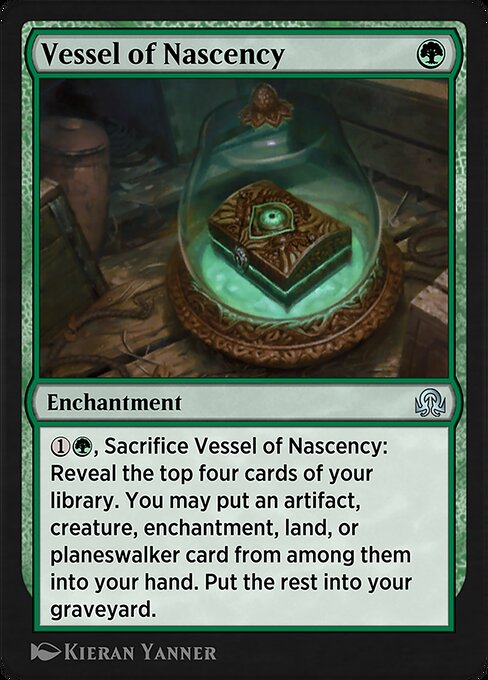 Vessel of Nascency
Enchantment
1, Sacrifice Vessel of Nascency:
Reveal the top four cards of your
library. You may put an artifact,
creature, enchantment, land, or
planeswalker card from among them
into your hand. Put the rest into your
graveyard.
Kieran Yanner